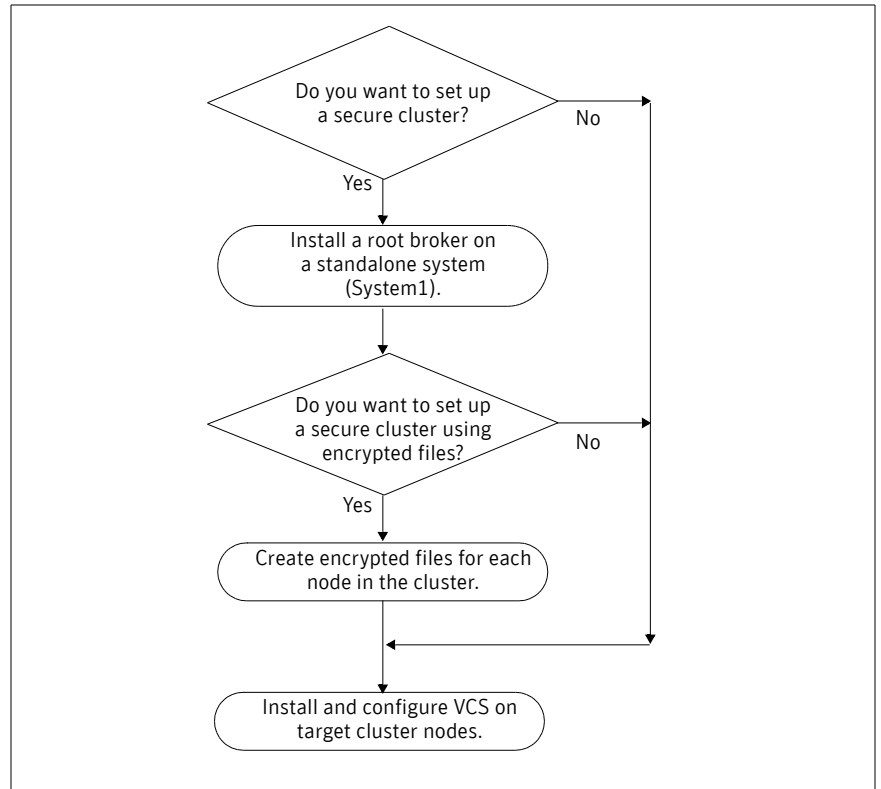 Do you want to set up
a secure cluster?
No
Yes
Install a root broker on
a standalone system
(System1).
Do you want to set up
a secure cluster using
encrypted files?
No
Yes
Create encrypted files for each
node in the cluster.
Install and configure VCS on
target cluster nodes.